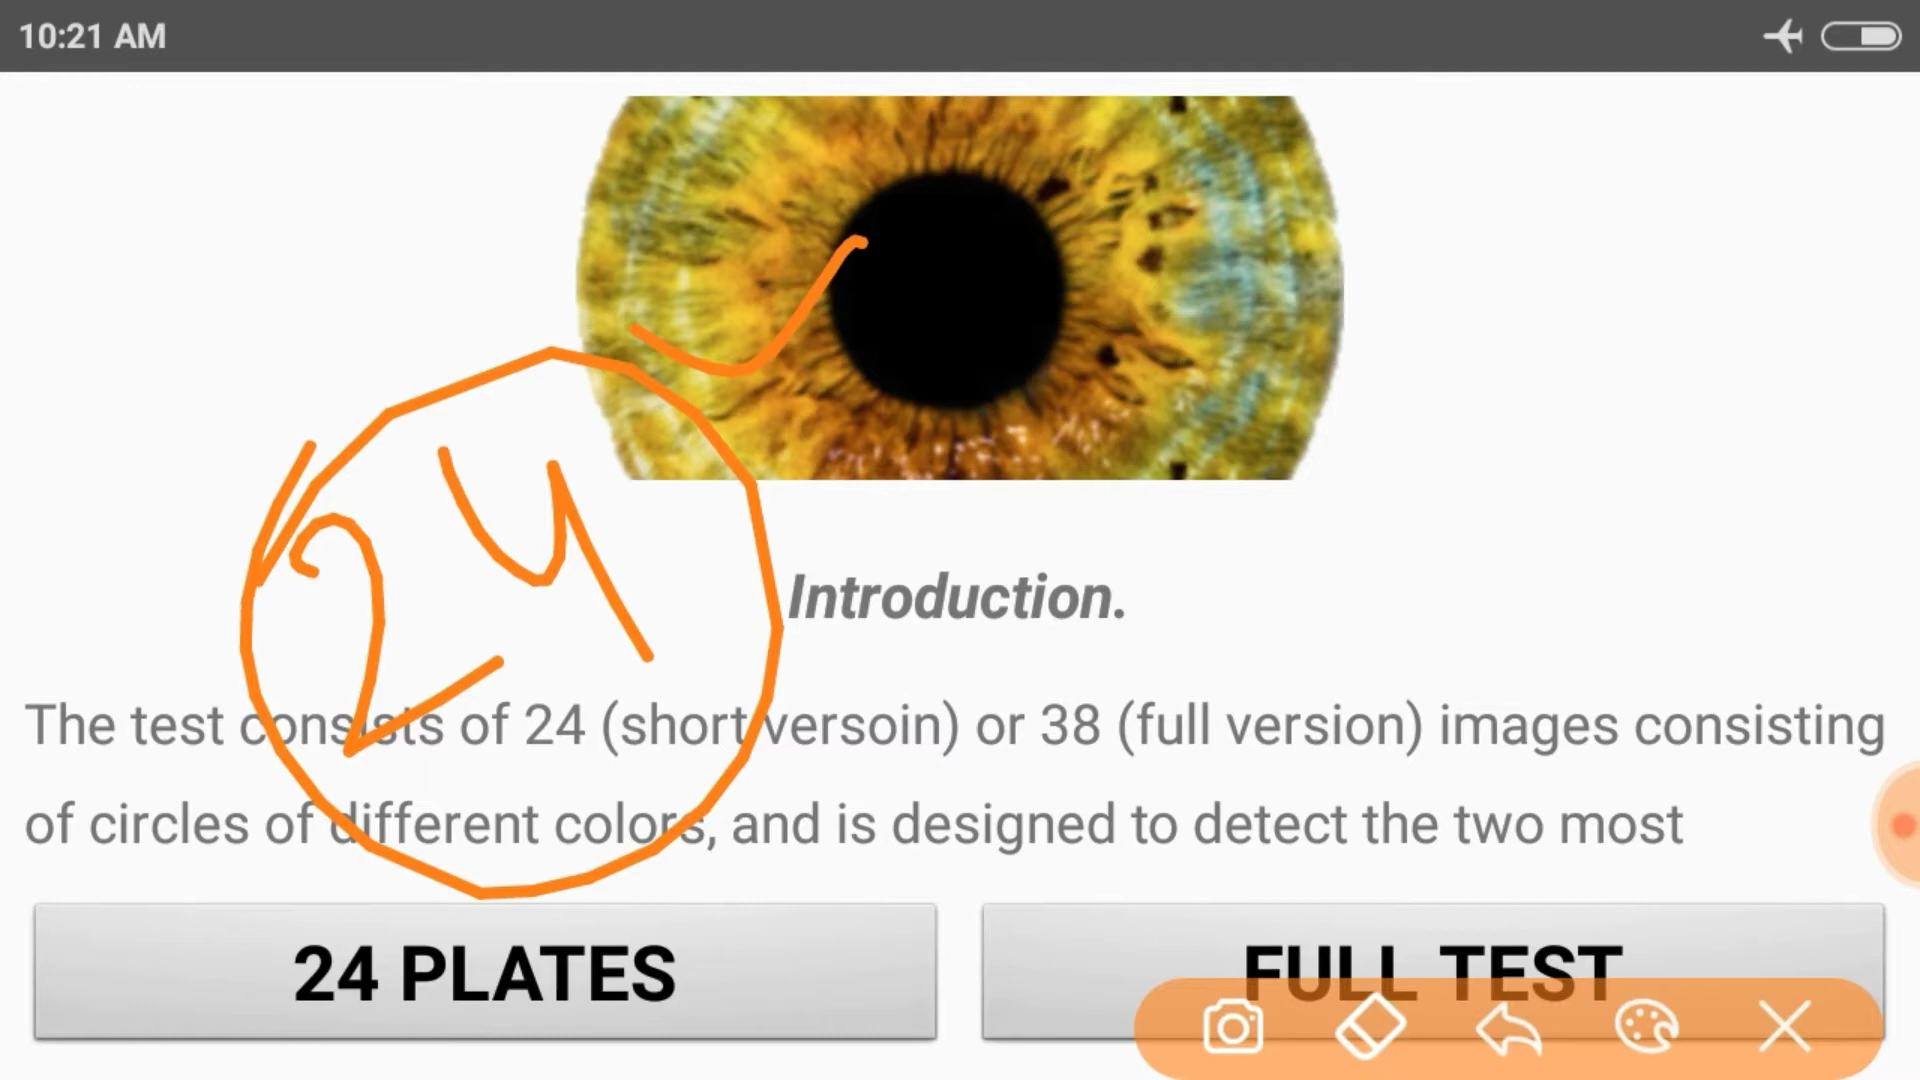 10:21 AM
24
Introduction.
The test consists of 24 (short versoin) or 38 (full version) images consisting
of circles of different colors, and is designed to detect the two most
24 PLATES
FULL TEST